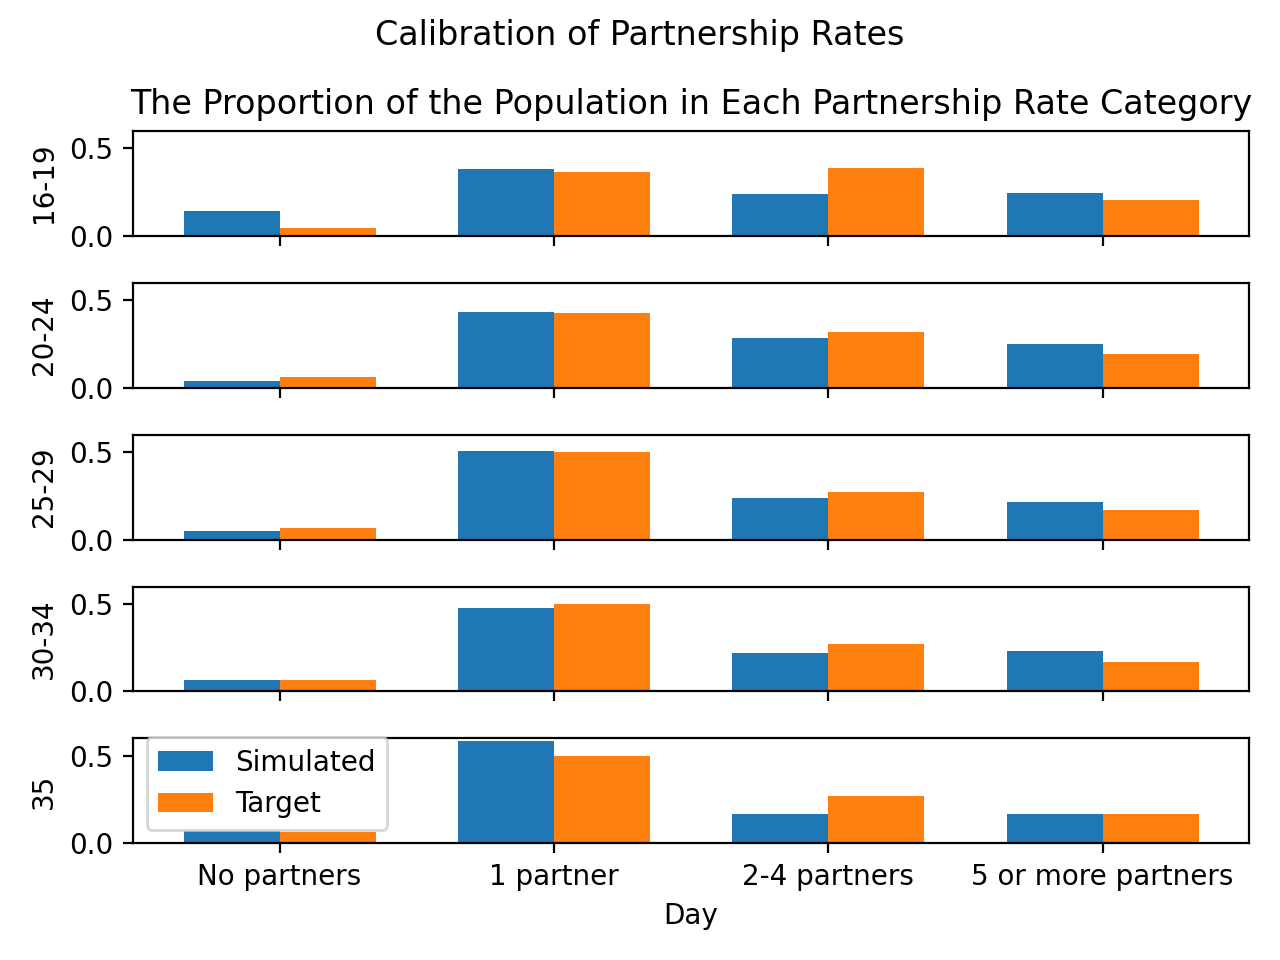 Calibration of Partnership Rates
The Proportion of the Population in Each Partnership Rate Category
0.5
0.0
16-19
0.5
0.0
20-24
0.5
0.0
25-29
0.5
0.0
30-34
0.5
0.0
35
Simulated
Target
No partners 1 partner 2-4 partners 5 or more partners
Day